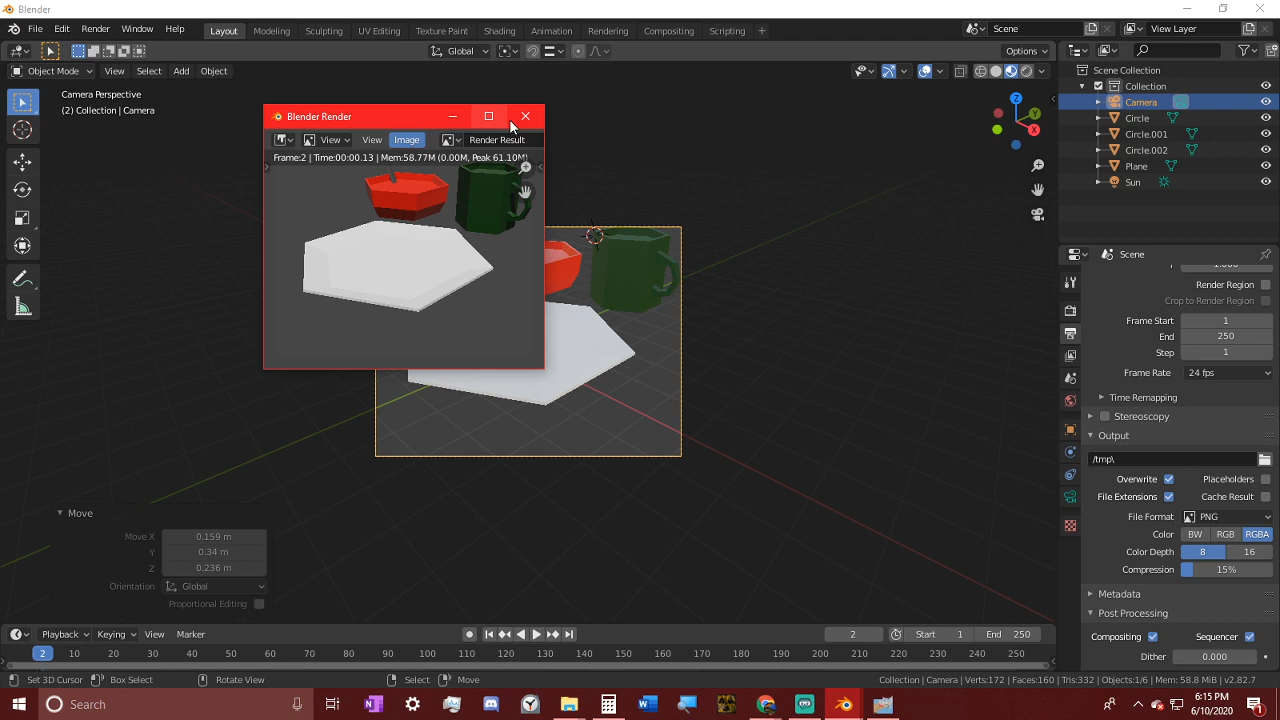 Blender
File Edit Render Window Help Layout Modeling Sculpting UV Editing Texture Paint Shading Animation Rendering Compositing Scripting + Scene View Layer
Global Options
Object Mode View Select Add Object
Camera Perspective
(2) Collection | Camera
Scene Collection
Collection
Camera
Circle
Circle.001
Circle.002
Plane
Sun
Z
Y
X
Blender Render
View View Image Render Result
Frame:2 | Time:00:00.13 | Mem:58.77M (0.00M, Peak 61.10M)
Scene
Render Region
Crop to Render Region
Frame Start 1
End 250
Step 1
Frame Rate 24 fps
Time Remapping
Stereoscopy
Output
/tmp\
Overwrite Placeholders
File Extensions Cache Result
File Format PNG
Color BW RGB RGBA
Color Depth 8 16
Compression 15%
Metadata
Post Processing
Compositing Sequencer
Dither 0.000
Move
Move X 0.159 m
Y 0.34 m
Z 0.236 m
Orientation Global
Proportional Editing
Playback Keying View Marker 2 Start 1 End 250
2 10 20 30 40 50 60 70 80 90 100 110 120 130 140 150 160 170 180 190 200 210 220 230 240 250
Set 3D Cursor Box Select Rotate View Select Move Collection | Camera | Verts:172 | Faces:160 | Tris:332 | Objects:1/6 | Mem: 58.8 MiB | v2.82.7
Search
6:15 PM
6/10/2020